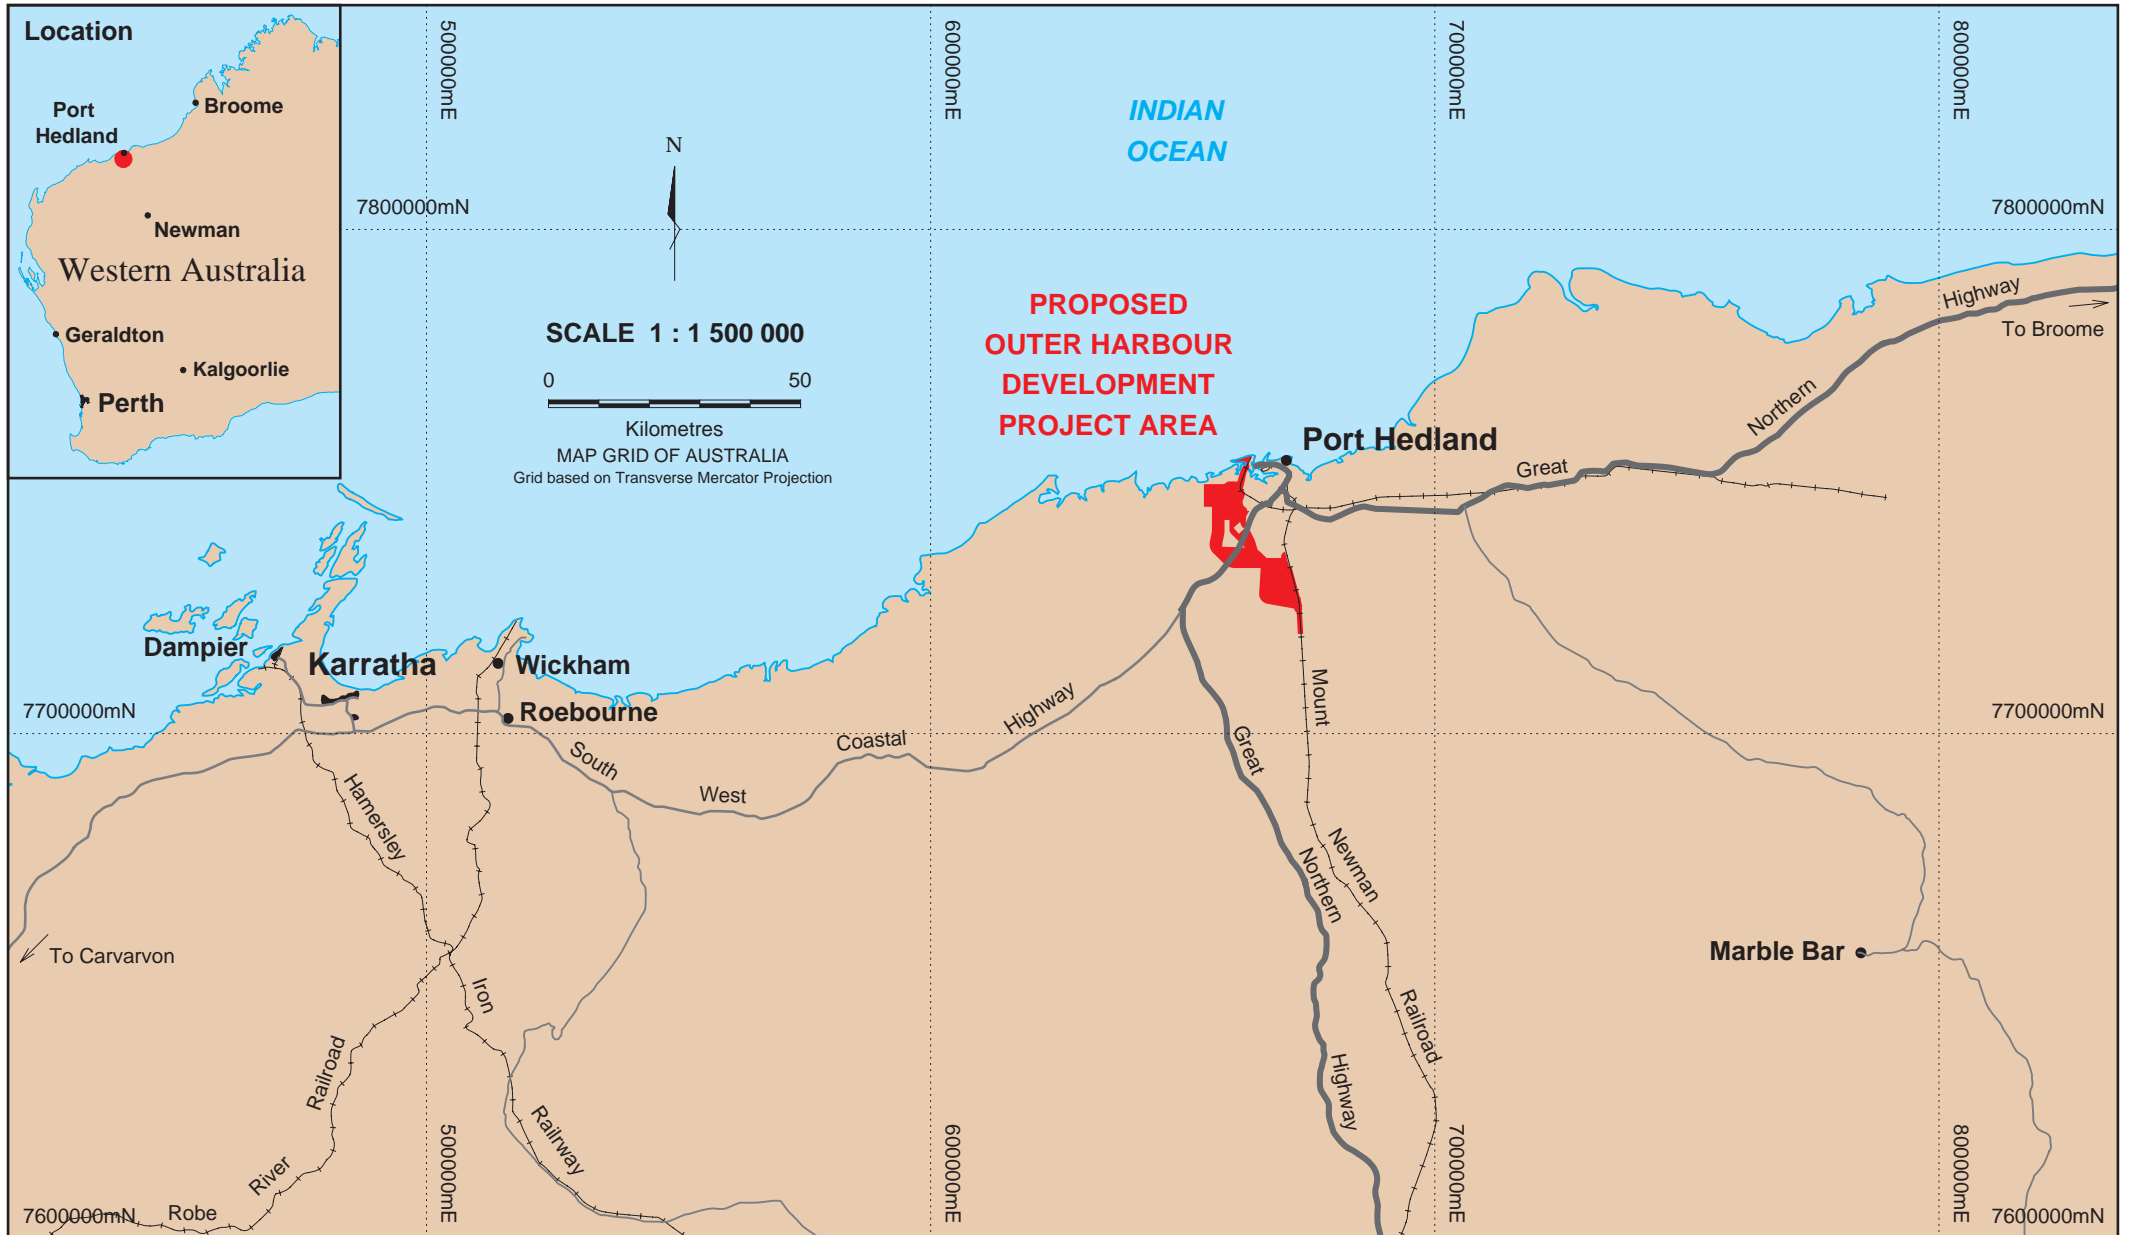 Location
Port
Hedland
Broome
Newman
Western Australia
Geraldton
Kalgoorlie
Perth
500000mE
600000mE
700000mE
800000mE
INDIAN
OCEAN
N
7800000mN
7800000mN
SCALE 1 : 1 500 000
0 50
Kilometres
MAP GRID OF AUSTRALIA
Grid based on Transverse Mercator Projection
PROPOSED
OUTER HARBOUR
DEVELOPMENT
PROJECT AREA
Port Hedland
Great
Northern
Highway
To Broome
Dampier
Karratha
Wickham
Roebourne
7700000mN
7700000mN
South
West
Coastal
Highway
Hamersley
Iron
Railrway
To Carvarvon
Robe
River
Railroad
Great
Northern
Highway
Mount
Newman
Railroad
Marble Bar
500000mE
600000mE
700000mE
800000mE
7600000mN
7600000mN